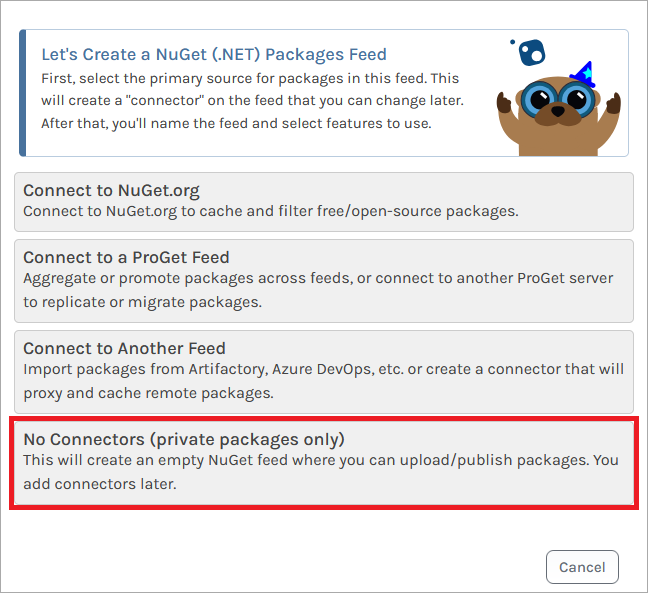 Let's Create a NuGet (.NET) Packages Feed
First, select the primary source for packages in this feed. This
will create a "connector" on the feed that you can change later.
After that, you'll name the feed and select features to use.
Connect to NuGet.org
Connect to NuGet.org to cache and filter free/open-source packages.
Connect to a ProGet Feed
Aggregate or promote packages across feeds, or connect to another ProGet server
to replicate or migrate packages.
Connect to Another Feed
Import packages from Artifactory, Azure DevOps, etc. or create a connector that will
proxy and cache remote packages.
No Connectors (private packages only)
This will create an empty NuGet feed where you can upload/publish packages. You
add connectors later.
Cancel